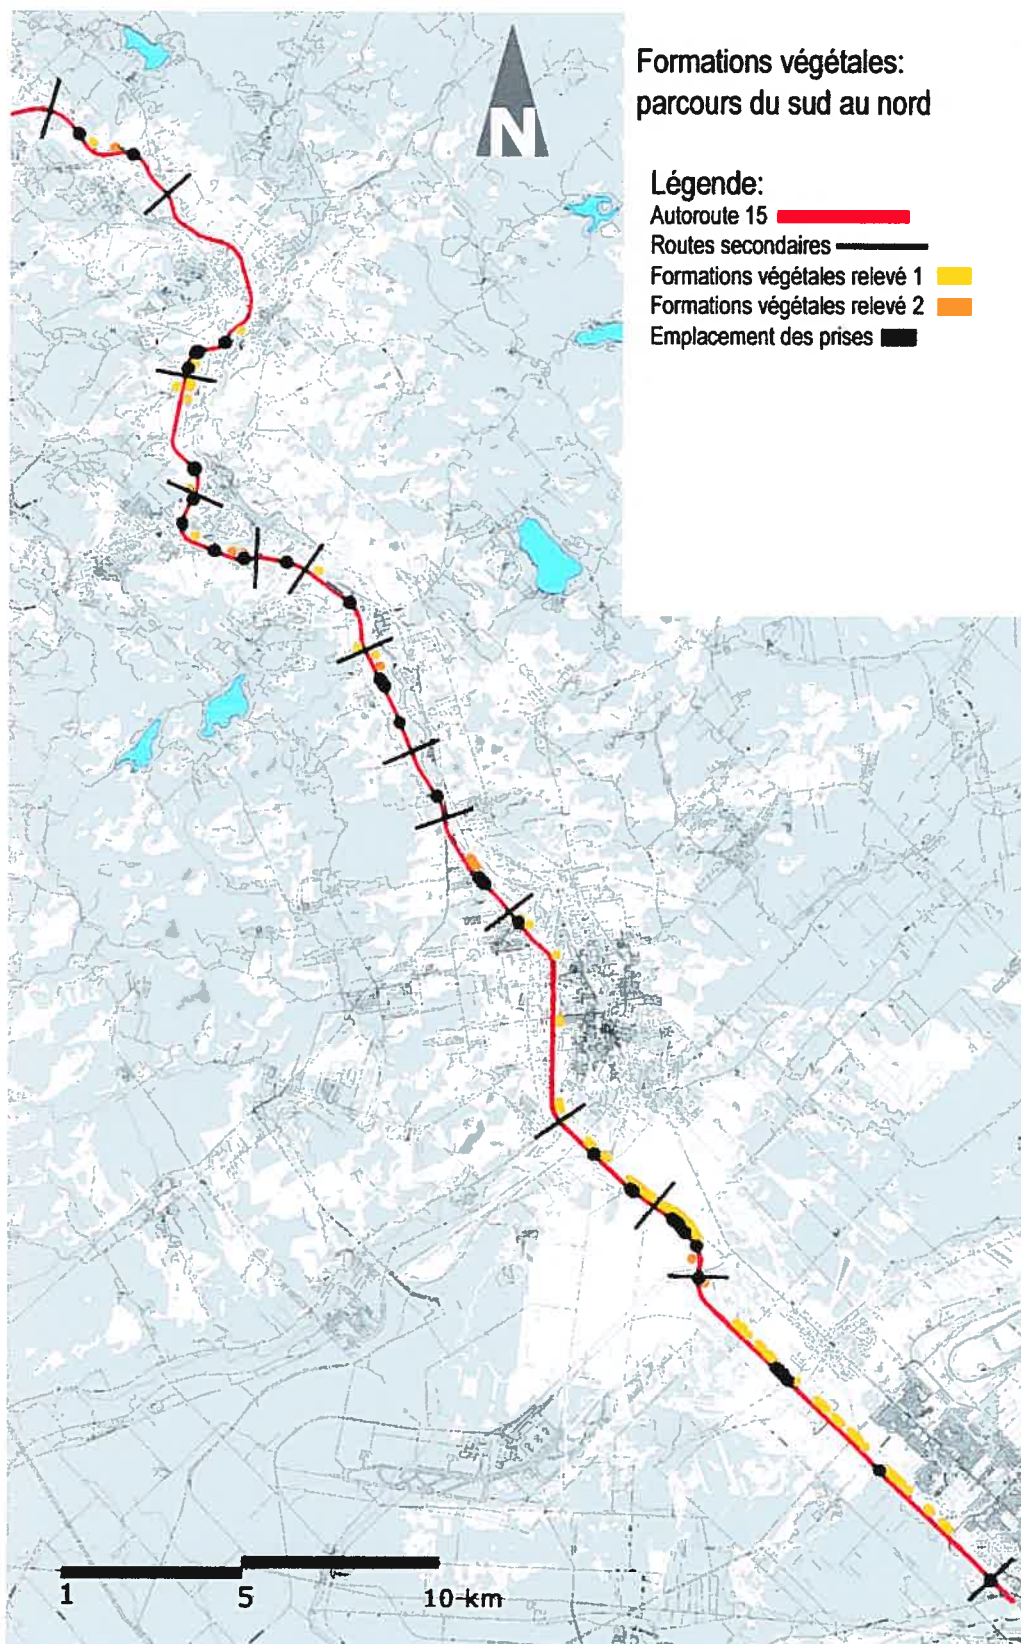 Formations végétales:
parcours du sud au nord
N
Légende:
Autoroute 15
Routes secondaires
Formations végétales relevé 1
Formations végétales relevé 2
Emplacement des prises
1 5 10 km